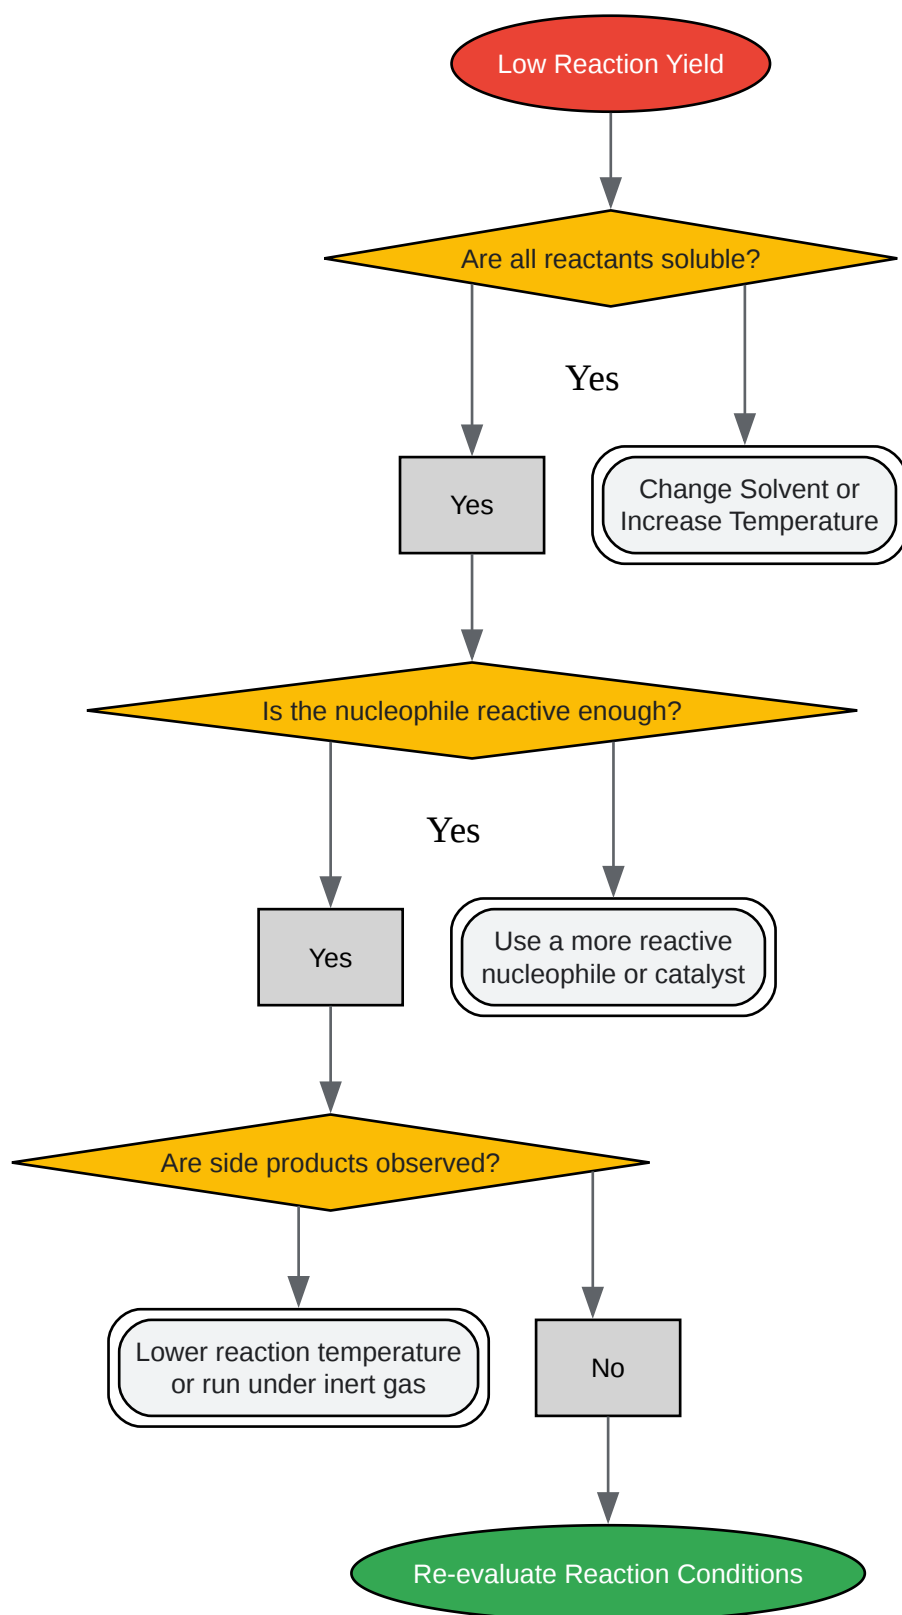 Low Reaction Yield
Are all reactants soluble?
Yes
Yes
Change Solvent or
Increase Temperature
Is the nucleophile reactive enough?
Yes
Yes
Use a more reactive
nucleophile or catalyst
Are side products observed?
Lower reaction temperature
or run under inert gas
No
Re-evaluate Reaction Conditions